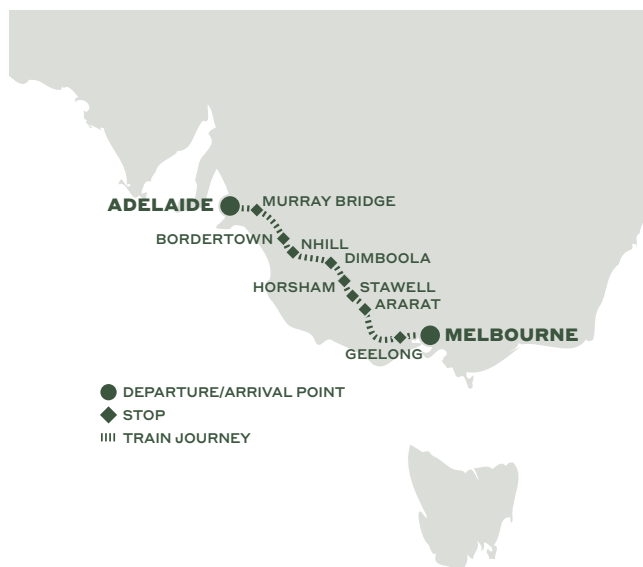 ADELAIDE
MURRAY BRIDGE
BORDERTOWN
NHILL
DIMBOOLA
HORSHAM
STAWELL
ARARAT
MELBOURNE
GEELONG
DEPARTURE/ARRIVAL POINT
STOP
TRAIN JOURNEY